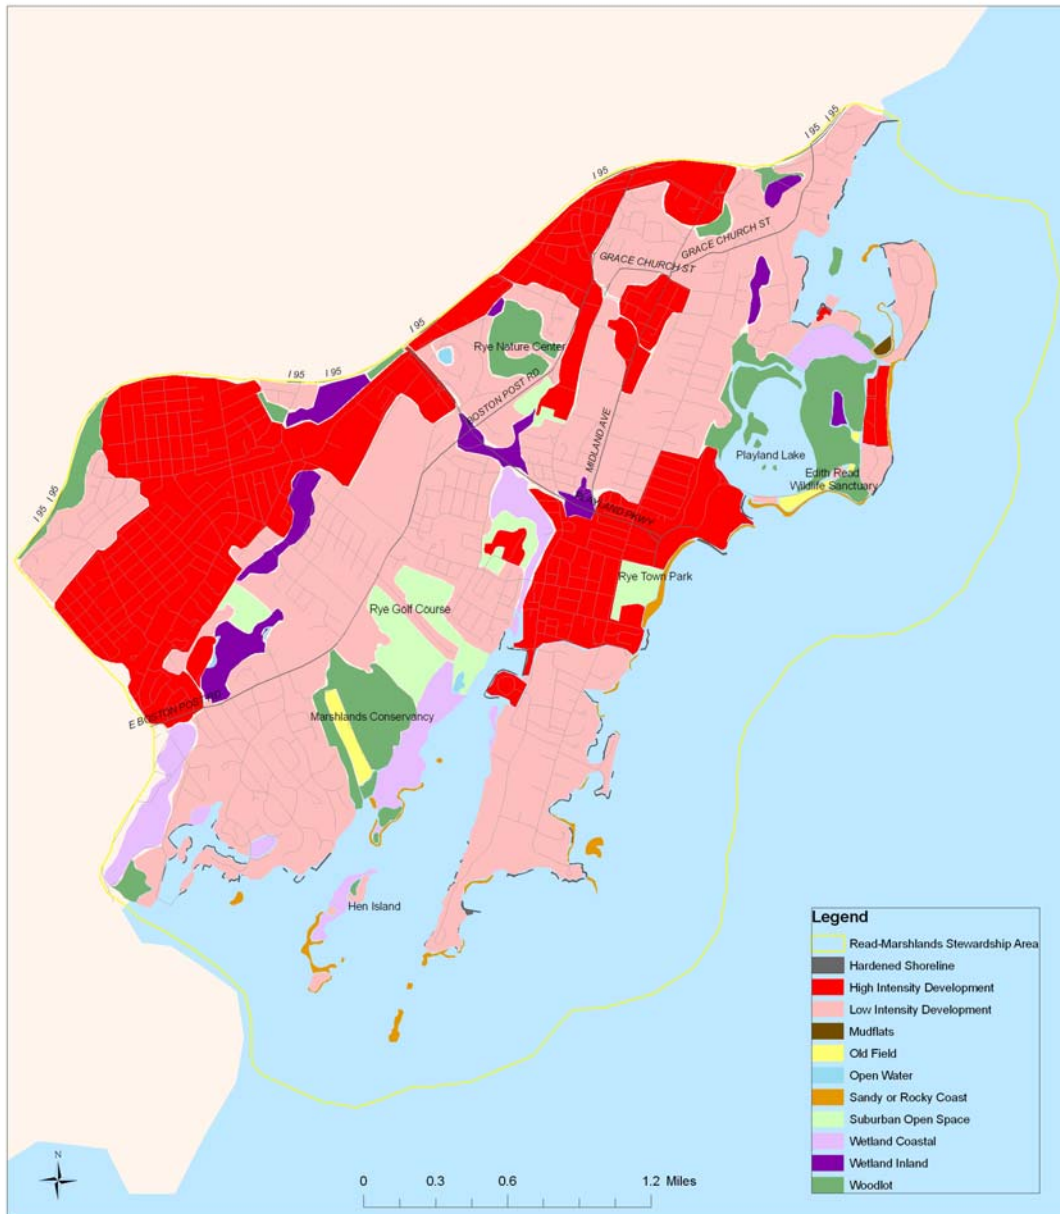 I 95
I 95
I 95
GRACE CHURCH ST
GRACE CHURCH ST
I 95
Rye Nature Center
I 95
I 95
BOSTON POST RD
MIDLAND AVE
Playland Lake
Edith Read
Wildlife Sanctuary
PLAYLAND PKWY
I 95
I 95
Rye Town Park
Rye Golf Course
E BOSTON POST RD
Marshlands Conservancy
Hen Island
Legend
Read-Marshlands Stewardship Area
Hardened Shoreline
High Intensity Development
Low Intensity Development
Mudflats
Old Field
Open Water
Sandy or Rocky Coast
Suburban Open Space
Wetland Coastal
Wetland Inland
Woodlot
N
0 0.3 0.6 1.2 Miles